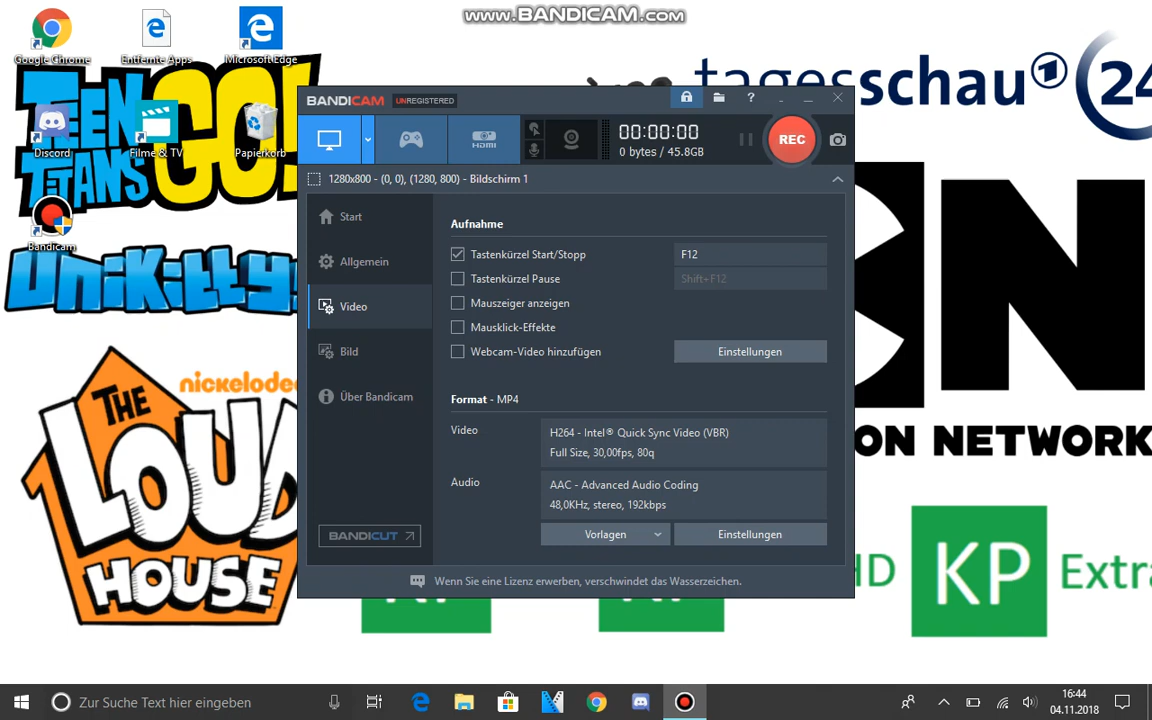 www.BANDICAM.com
Google Chrome
Entfernte Apps
Microsoft Edge
TEEN TITANS GO!
tagesschau 24
Discord
Filme & TV
Papierkorb
Bandicam
UniKitty!
nickelodeo
THE
LOUD
HOUSE
BANDICAM UNREGISTERED
?
HDMI
00:00:00
0 bytes / 45.8GB
REC
1280x800 - (0, 0), (1280, 800) - Bildschirm 1
Start
Allgemein
Video
Bild
Über Bandicam
BANDICUT
Aufnahme
Tastenkürzel Start/Stopp
F12
Tastenkürzel Pause
Shift+F12
Mauszeiger anzeigen
Mausklick-Effekte
Webcam-Video hinzufügen
Einstellungen
Format - MP4
Video
H264 - Intel® Quick Sync Video (VBR)
Full Size, 30,00fps, 80q
Audio
AAC - Advanced Audio Coding
48,0KHz, stereo, 192kbps
Vorlagen
Einstellungen
Wenn Sie eine Lizenz erwerben, verschwindet das Wasserzeichen.
CN
ON NETWORK
HD
KP
Extra
Zur Suche Text hier eingeben
16:44
04.11.2018